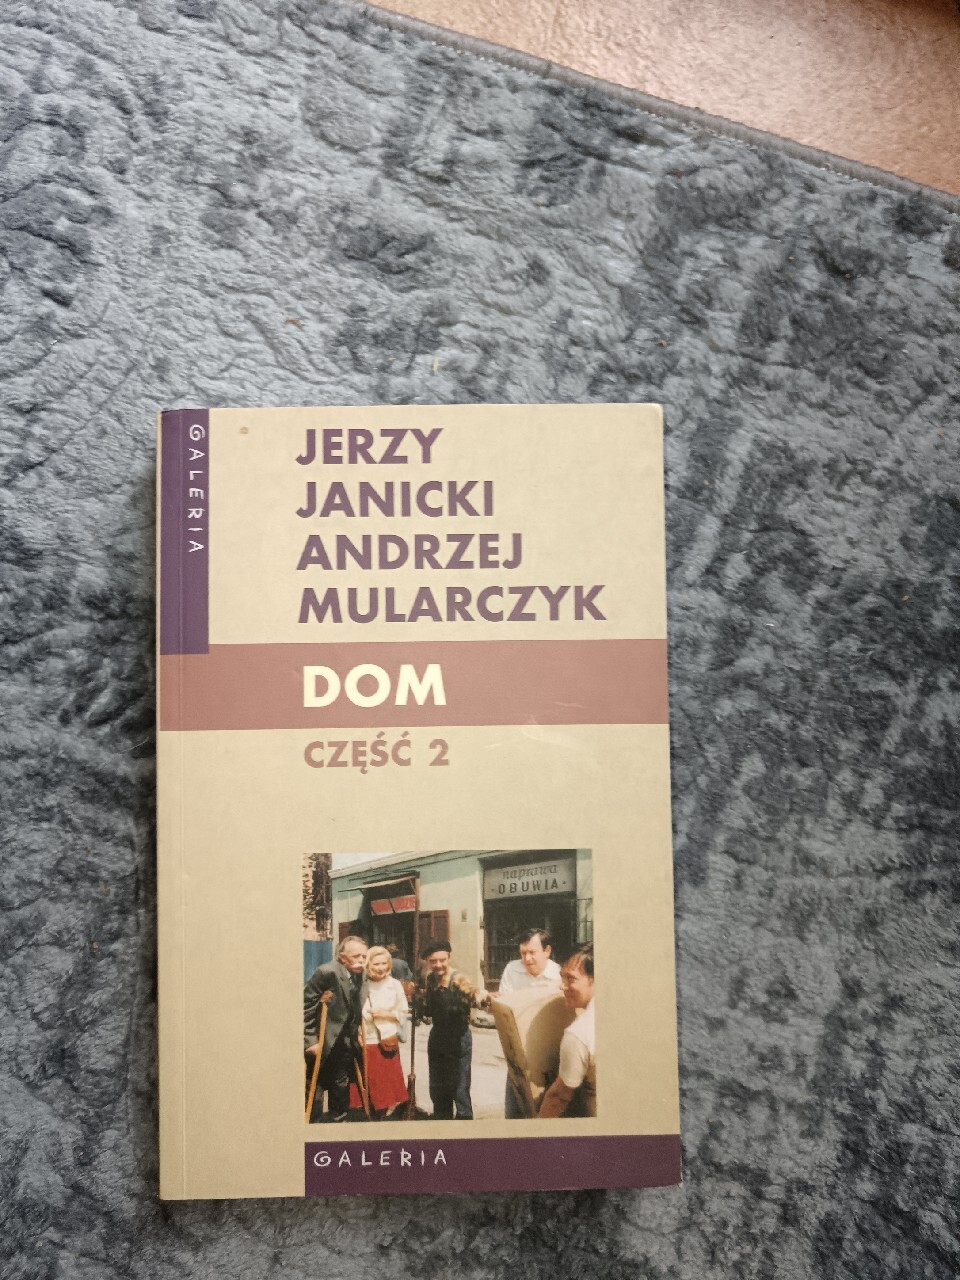 GALERIA
JERZY
JANICKI
ANDRZEJ
MULARCZYK
DOM
CZĘŚĆ 2
naprawa
-OBUWIA-
GALERIA